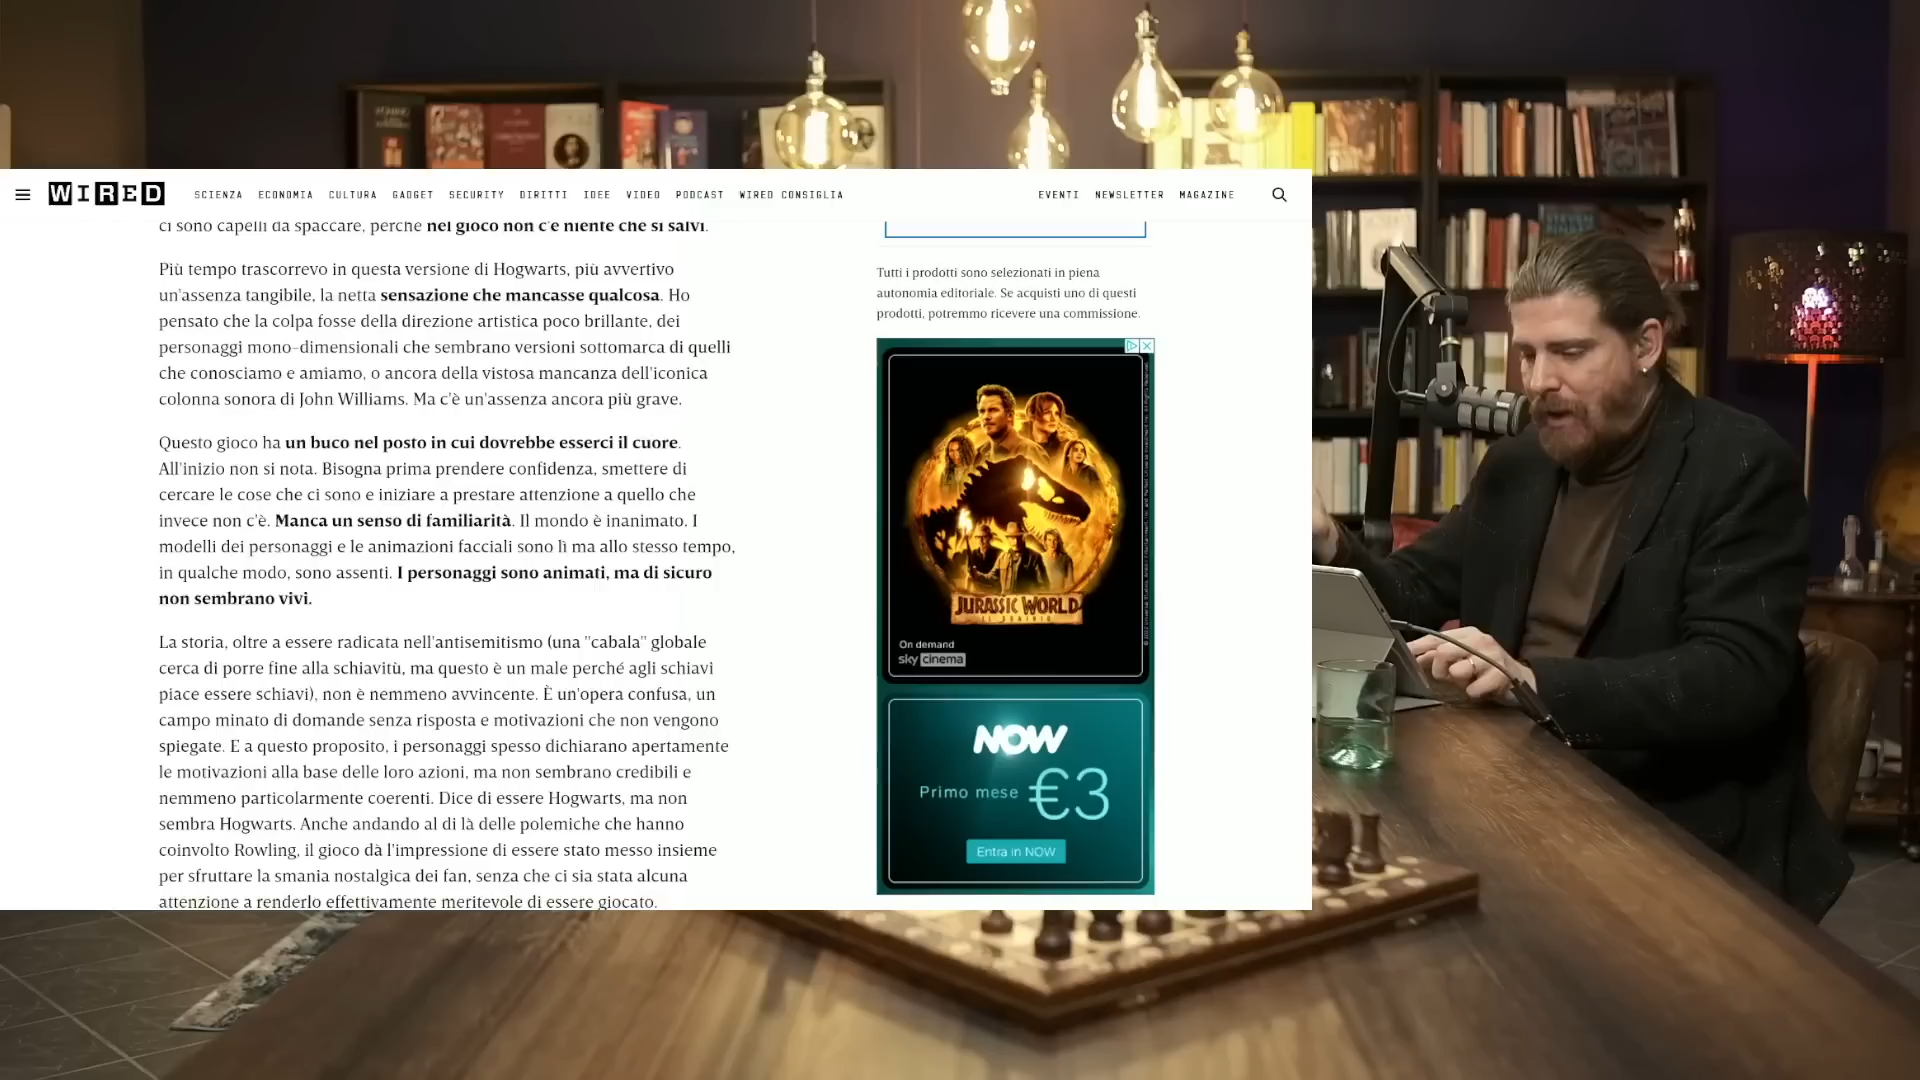 WIRED
SCIENZA ECONOMIA CULTURA GADGET SECURITY DIRITTI IDEE VIDEO PODCAST WIRED CONSIGLIA
EVENTI NEWSLETTER MAGAZINE
ci sono capelli da spaccare, perché nel gioco non c'è niente che si salvi.
Più tempo trascorrevo in questa versione di Hogwarts, più avvertivo
un'assenza tangibile, la netta sensazione che mancasse qualcosa. Ho
pensato che la colpa fosse della direzione artistica poco brillante, dei
personaggi mono-dimensionali che sembrano versioni sottomarca di quelli
che conosciamo e amiamo, o ancora della vistosa mancanza dell'iconica
colonna sonora di John Williams. Ma c'è un'assenza ancora più grave.
Questo gioco ha un buco nel posto in cui dovrebbe esserci il cuore.
All'inizio non si nota. Bisogna prima prendere confidenza, smettere di
cercare le cose che ci sono e iniziare a prestare attenzione a quello che
invece non c'è. Manca un senso di familiarità. Il mondo è inanimato. I
modelli dei personaggi e le animazioni facciali sono lì ma allo stesso tempo,
in qualche modo, sono assenti. I personaggi sono animati, ma di sicuro
non sembrano vivi.
La storia, oltre a essere radicata nell'antisemitismo (una "cabala" globale
cerca di porre fine alla schiavitù, ma questo è un male perché agli schiavi
piace essere schiavi), non è nemmeno avvincente. È un'opera confusa, un
campo minato di domande senza risposta e motivazioni che non vengono
spiegate. E a questo proposito, i personaggi spesso dichiarano apertamente
le motivazioni alla base delle loro azioni, ma non sembrano credibili e
nemmeno particolarmente coerenti. Dice di essere Hogwarts, ma non
sembra Hogwarts. Anche andando al di là delle polemiche che hanno
coinvolto Rowling, il gioco dà l'impressione di essere stato messo insieme
per sfruttare la smania nostalgica dei fan, senza che ci sia stata alcuna
attenzione a renderlo effettivamente meritevole di essere giocato.
Tutti i prodotti sono selezionati in piena
autonomia editoriale. Se acquisti uno di questi
prodotti, potremmo ricevere una commissione.
JURASSIC WORLD
IL DOMINIO
On demand
sky cinema
NOW
Primo mese €3
Entra in NOW